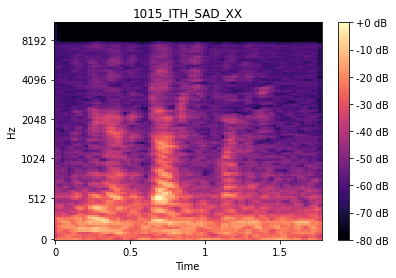 1015_ITH_SAD_XX
8192
4096
2048
1024
512
0
Hz
0
0.5
1
1.5
Time
+0 dB
-10 dB
-20 dB
-30 dB
-40 dB
-50 dB
-60 dB
-70 dB
-80 dB